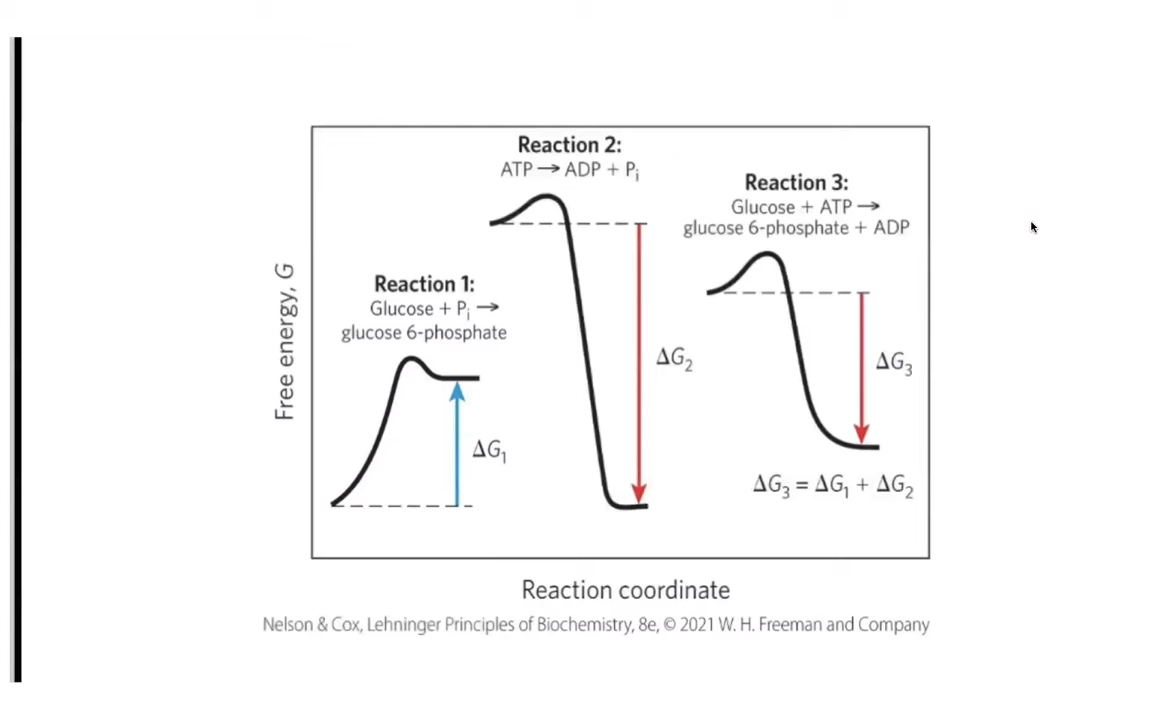 Reaction 2:
ATP → ADP + Pᵢ
Reaction 3:
Glucose + ATP →
glucose 6-phosphate + ADP
Reaction 1:
Glucose + Pᵢ →
glucose 6-phosphate
ΔG₂
ΔG₃
ΔG₁
ΔG₃ = ΔG₁ + ΔG₂
Free energy, G
Reaction coordinate
Nelson & Cox, Lehninger Principles of Biochemistry, 8e, © 2021 W. H. Freeman and Company